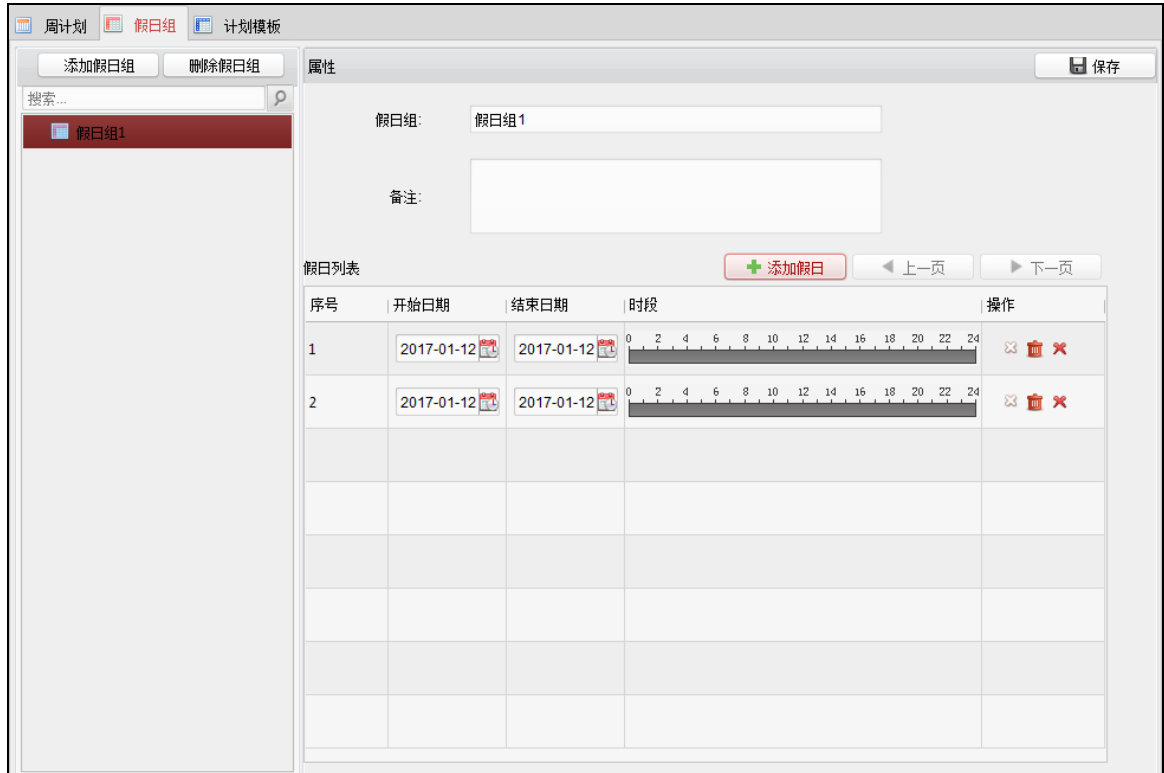 周计划 假日组 计划模板
添加假日组 删除假日组 属性 保存
搜索...
假日组1
假日组: 假日组1
备注:
假日列表 添加假日 上一页 下一页
序号 开始日期 结束日期 时段 操作
1 2017-01-12 2017-01-12 0 2 4 6 8 10 12 14 16 18 20 22 24
2 2017-01-12 2017-01-12 0 2 4 6 8 10 12 14 16 18 20 22 24